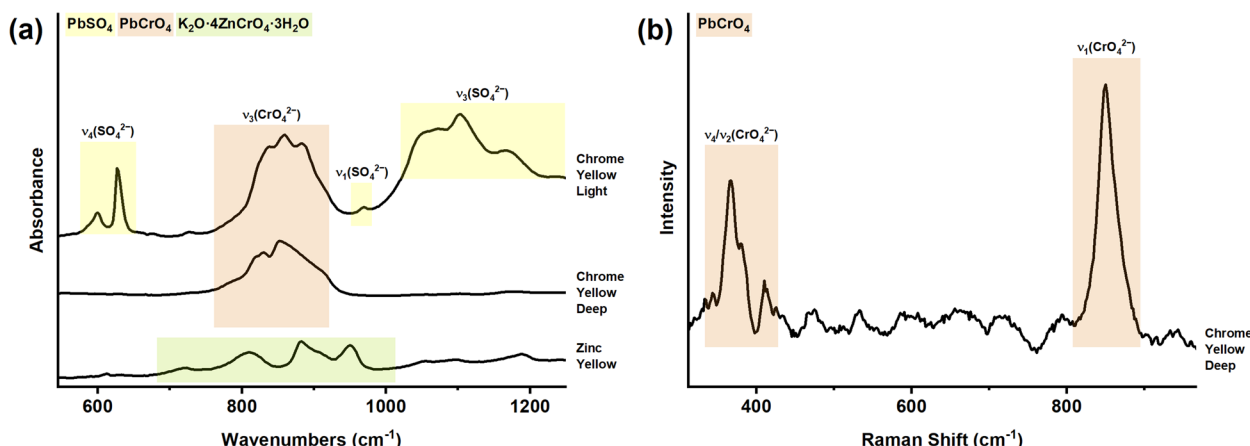 (a)
PbSO₄ PbCrO₄ K₂O·4ZnCrO₄·3H₂O
ν₄(SO₄²⁻)
ν₃(CrO₄²⁻)
ν₁(SO₄²⁻)
ν₃(SO₄²⁻)
Chrome
Yellow
Light
Chrome
Yellow
Deep
Zinc
Yellow
Absorbance
600 800 1000 1200
Wavenumbers (cm⁻¹)
(b)
PbCrO₄
ν₄/ν₂(CrO₄²⁻)
ν₁(CrO₄²⁻)
Chrome
Yellow
Deep
Intensity
400 600 800
Raman Shift (cm⁻¹)